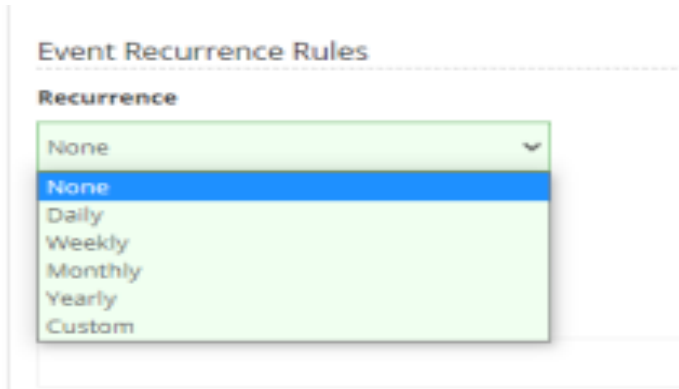 Event Recurrence Rules
Recurrence
None
None
Daily
Weekly
Monthly
Yearly
Custom